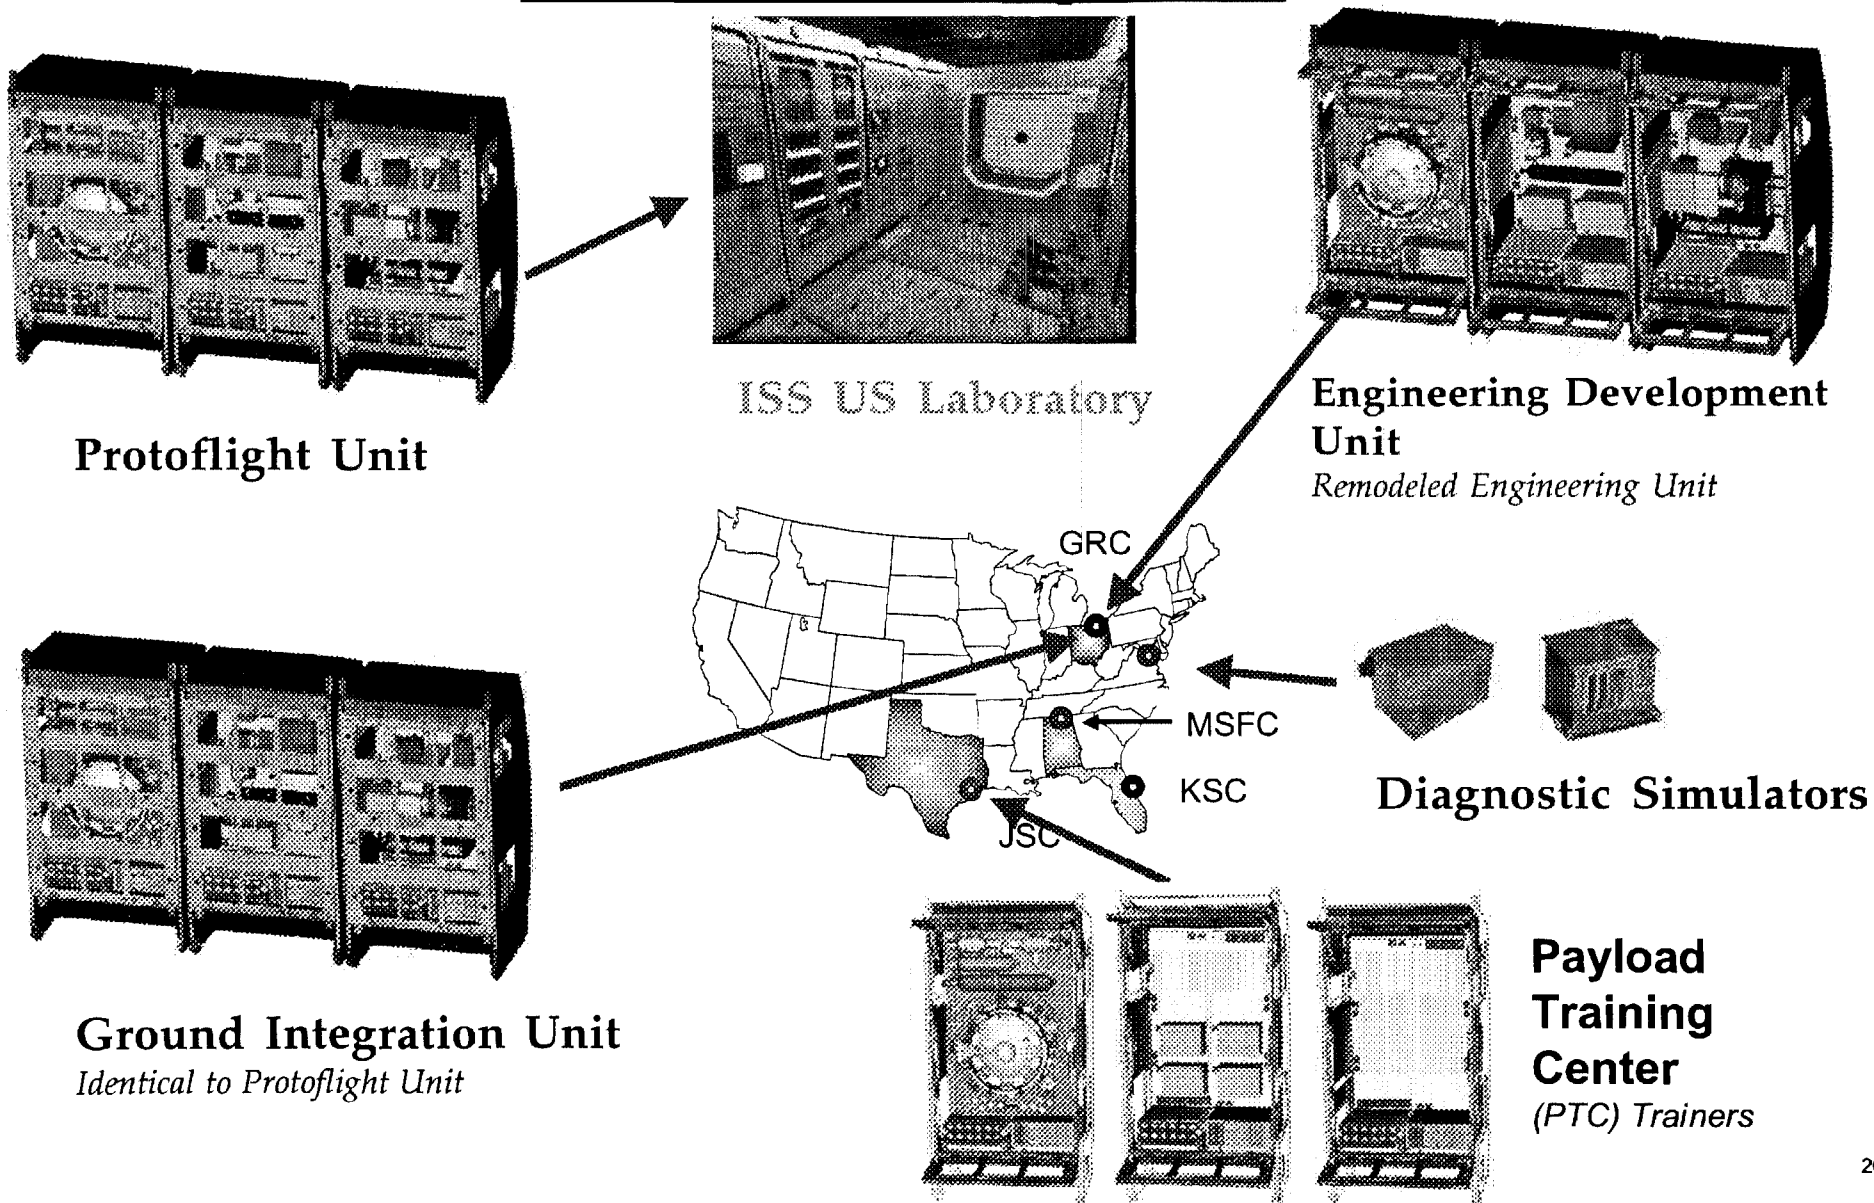 ISS US Laboratory
Protoflight Unit
Engineering Development
Unit
Remodeled Engineering Unit
GRC
MSFC
KSC
JSC
Diagnostic Simulators
Ground Integration Unit
Identical to Protoflight Unit
Payload
Training
Center
(PTC) Trainers